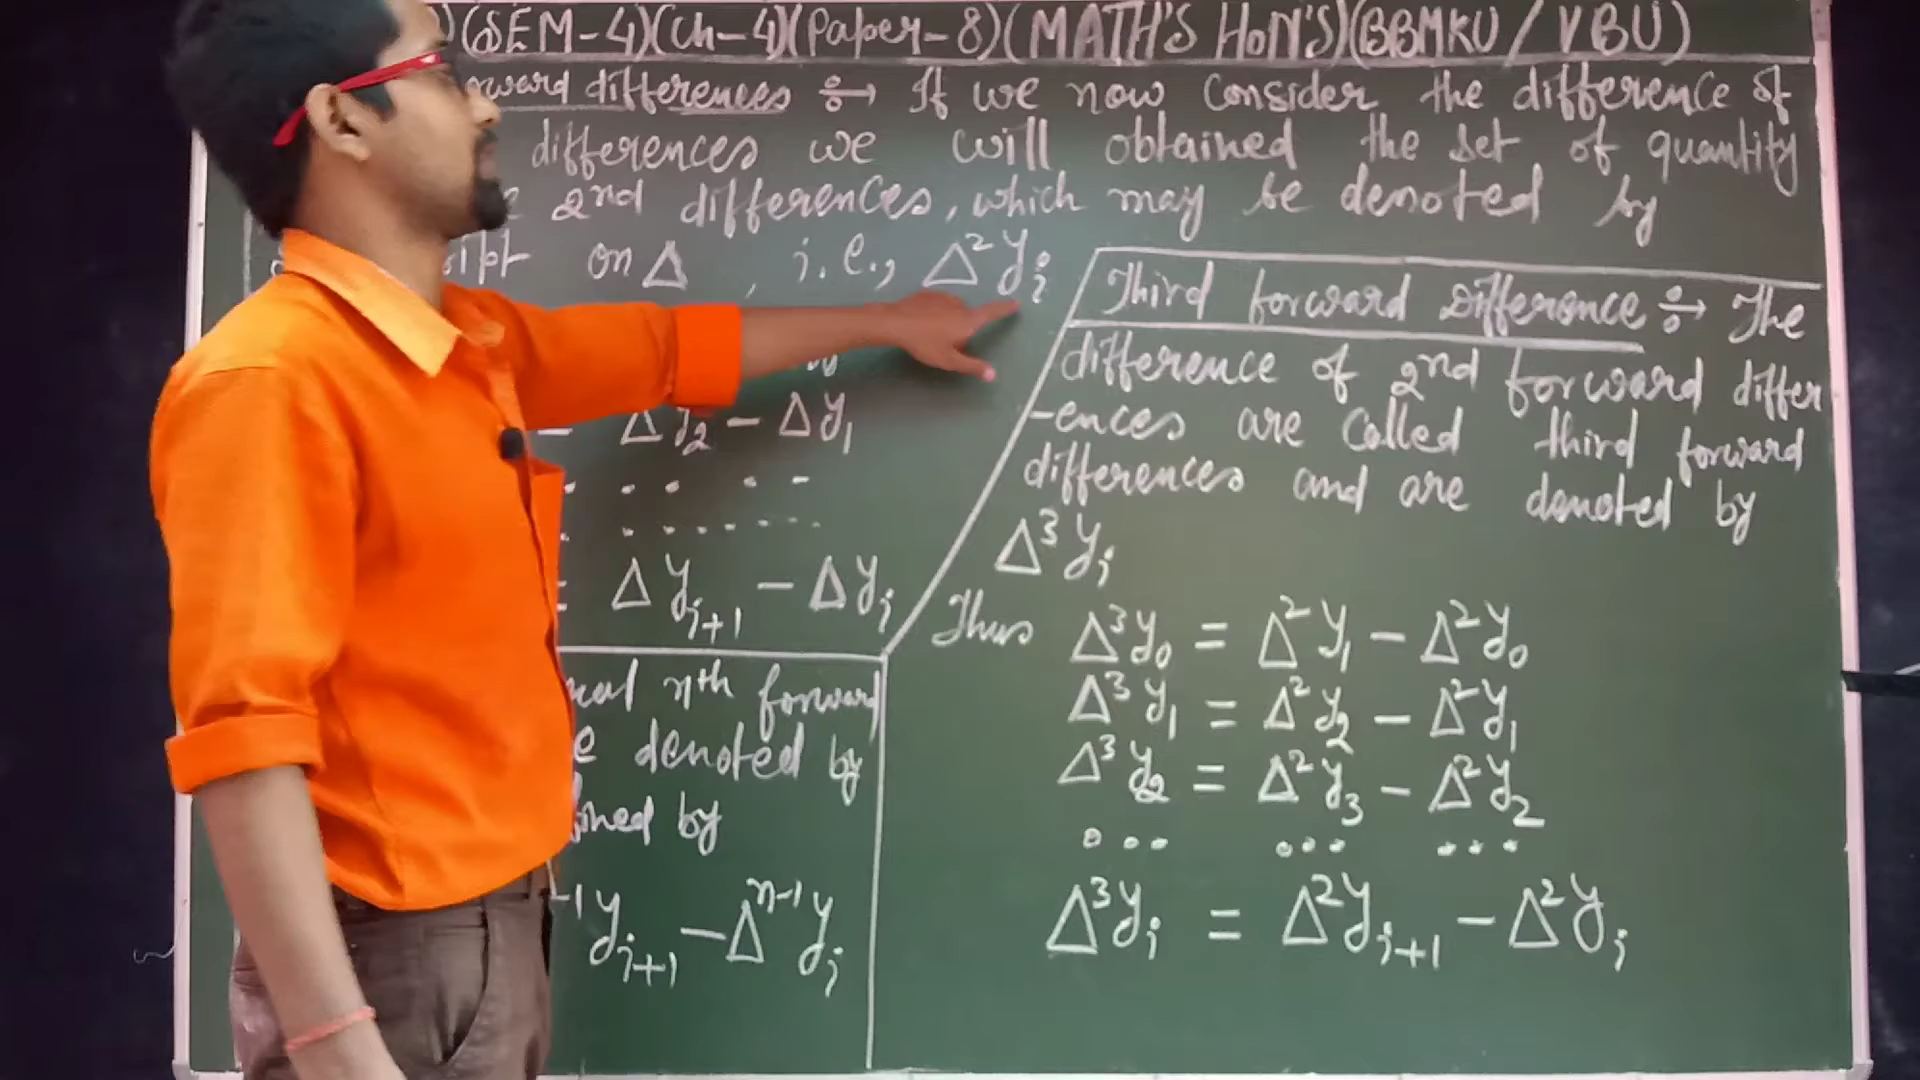 (SEM-4)(Ch-4)(Paper-8)(MATH'S HON'S)(BBMKU/VBU)
differences ÷→ If we now consider the difference of
differences we will obtained the set of quantity
2nd differences, which may be denoted by
on Δ , i.e., Δ²yᵢ
Δy₂ - Δy₁
Δyᵢ₊₁ - Δyᵢ
nth forward
denoted by
by
yᵢ₊₁ - Δⁿ⁻¹yᵢ
Third forward Difference ÷→ The
difference of 2nd forward differ
-ences are called third forward
differences and are denoted by
Δ³yᵢ
Thus Δ³y₀ = Δ²y₁ - Δ²y₀
Δ³y₁ = Δ²y₂ - Δ²y₁
Δ³y₂ = Δ²y₃ - Δ²y₂
... ... ...
Δ³yᵢ = Δ²yᵢ₊₁ - Δ²yᵢ